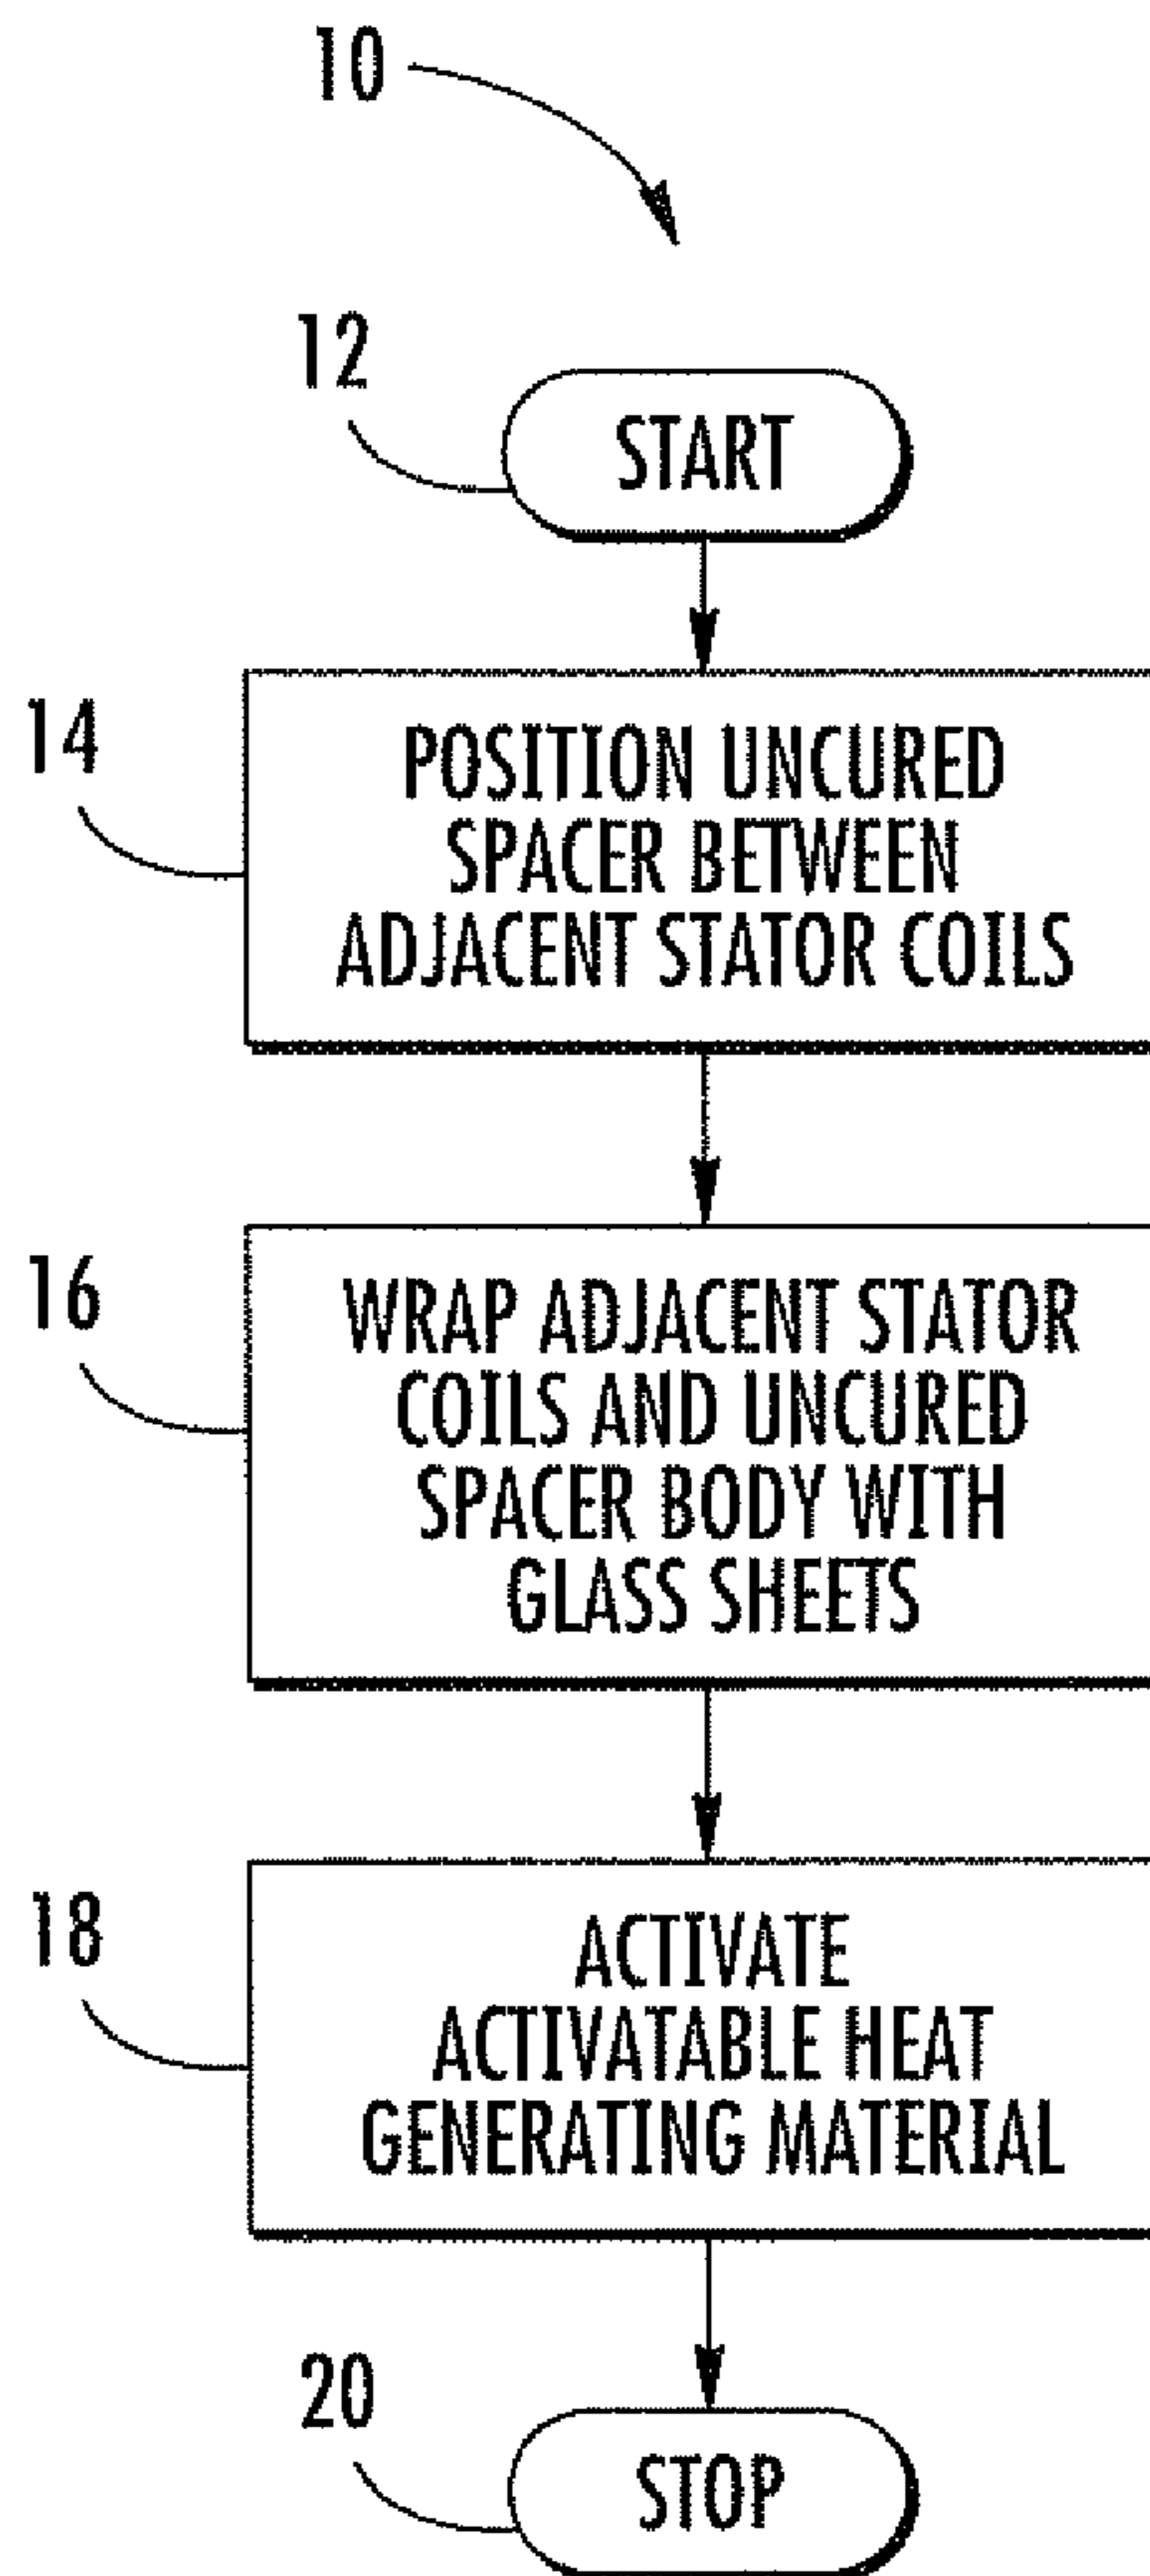 10
12
START
14
POSITION UNCURED
SPACER BETWEEN
ADJACENT STATOR COILS
16
WRAP ADJACENT STATOR
COILS AND UNCURED
SPACER BODY WITH
GLASS SHEETS
18
ACTIVATE
ACTIVATABLE HEAT
GENERATING MATERIAL
20
STOP